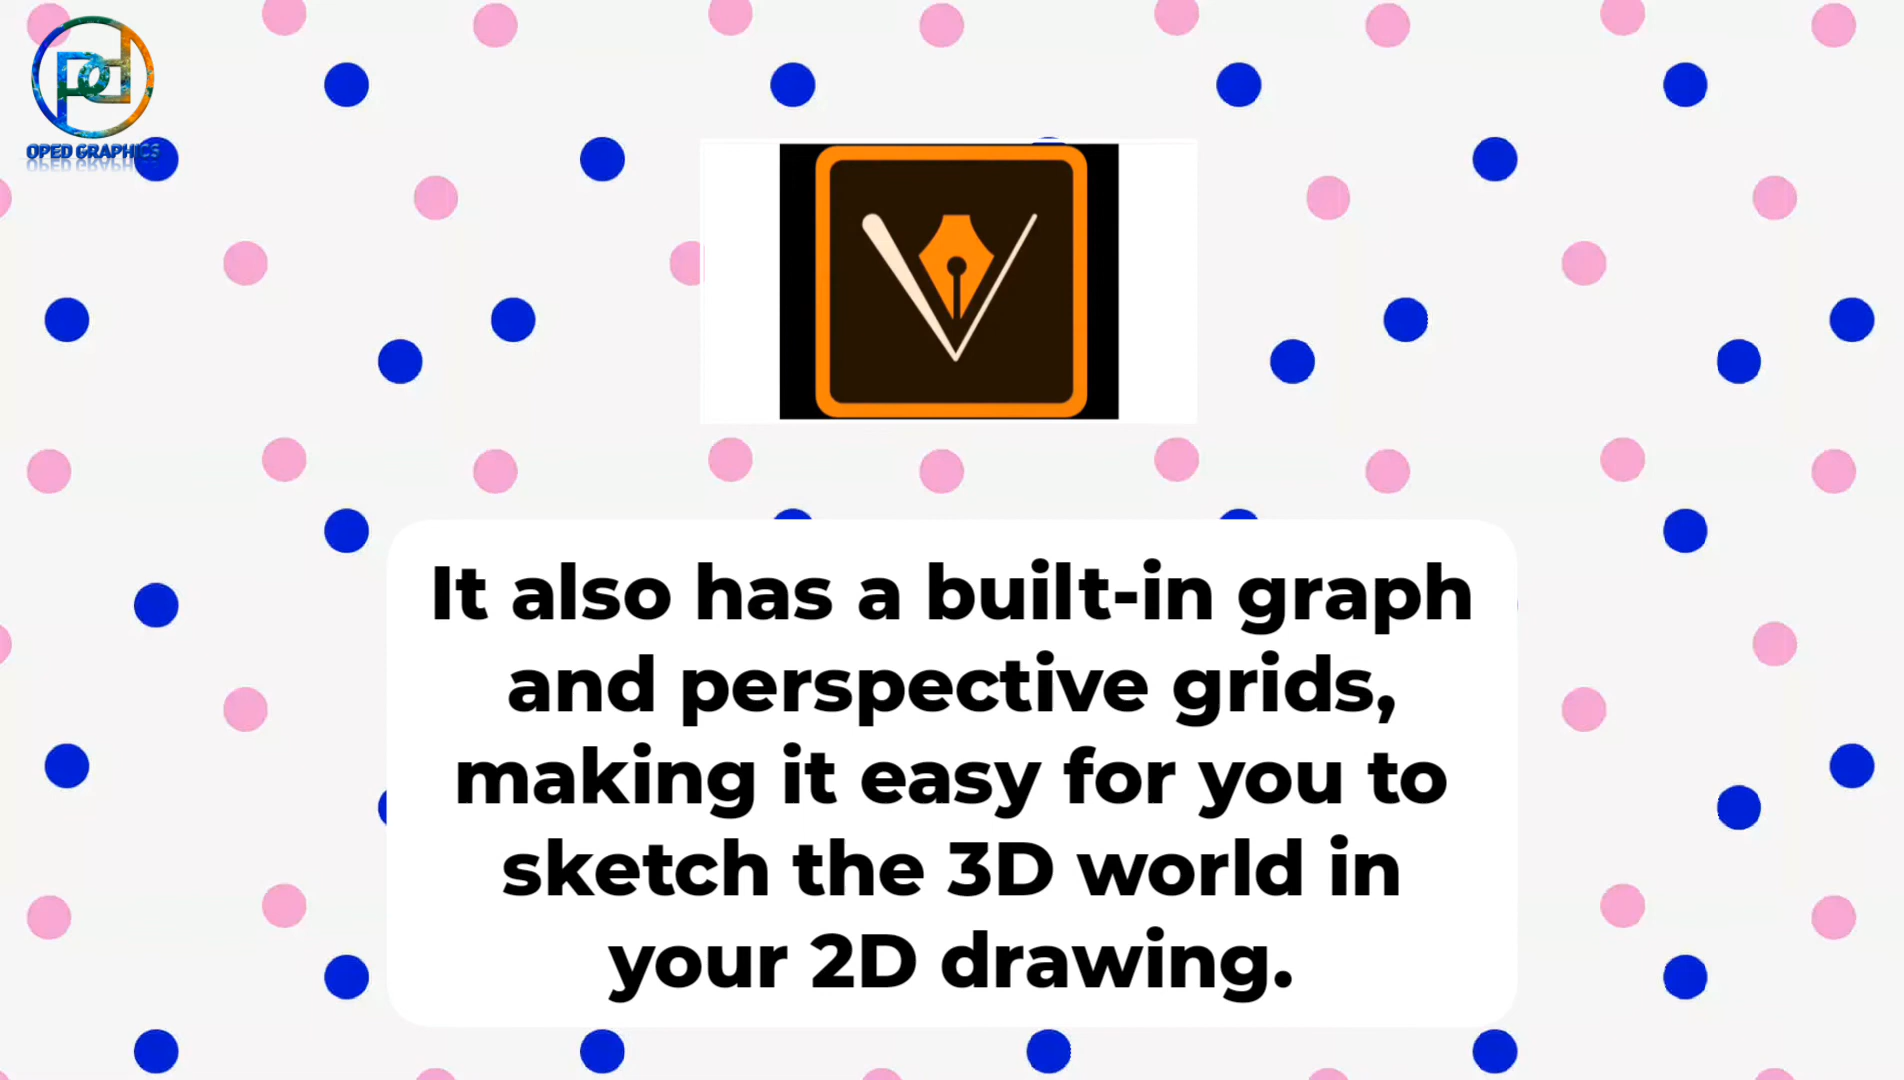 OPED GRAPHICS
It also has a built-in graph
and perspective grids,
making it easy for you to
sketch the 3D world in
your 2D drawing.